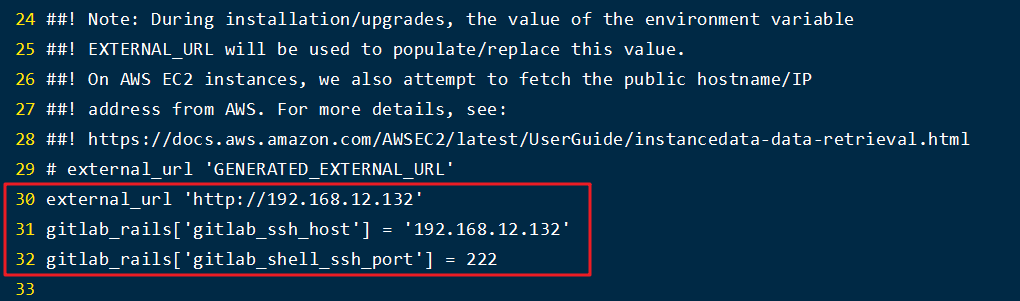 24 ##! Note: During installation/upgrades, the value of the environment variable
25 ##! EXTERNAL_URL will be used to populate/replace this value.
26 ##! On AWS EC2 instances, we also attempt to fetch the public hostname/IP
27 ##! address from AWS. For more details, see:
28 ##! https://docs.aws.amazon.com/AWSEC2/latest/UserGuide/instancedata-data-retrieval.html
29 # external_url 'GENERATED_EXTERNAL_URL'
30 external_url 'http://192.168.12.132'
31 gitlab_rails['gitlab_ssh_host'] = '192.168.12.132'
32 gitlab_rails['gitlab_shell_ssh_port'] = 222
33